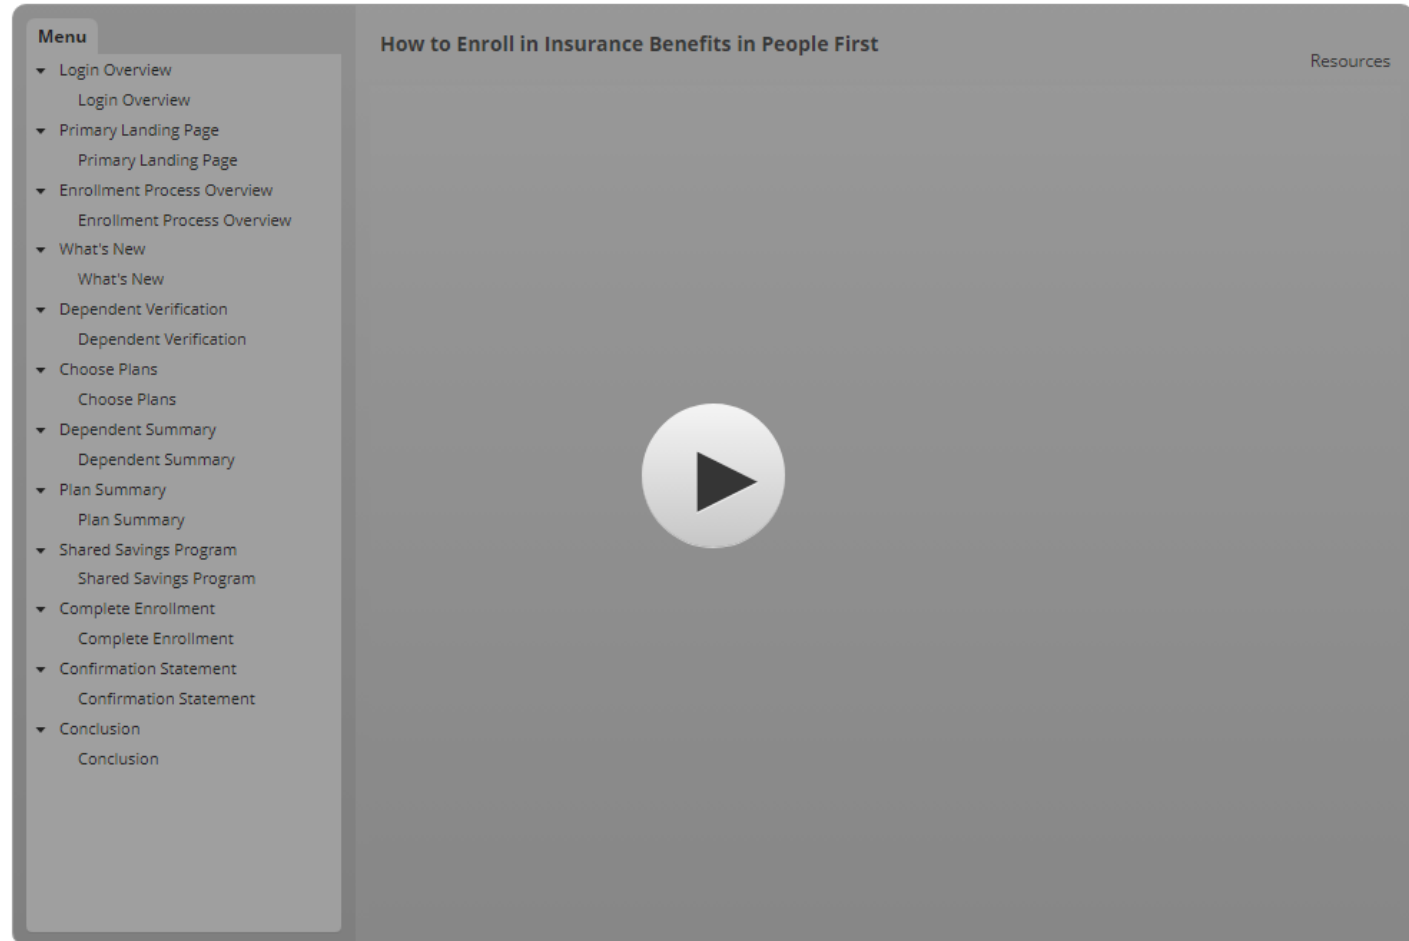 Menu
How to Enroll in Insurance Benefits in People First
Resources
Login Overview
Login Overview
Primary Landing Page
Primary Landing Page
Enrollment Process Overview
Enrollment Process Overview
What's New
What's New
Dependent Verification
Dependent Verification
Choose Plans
Choose Plans
Dependent Summary
Dependent Summary
Plan Summary
Plan Summary
Shared Savings Program
Shared Savings Program
Complete Enrollment
Complete Enrollment
Confirmation Statement
Confirmation Statement
Conclusion
Conclusion